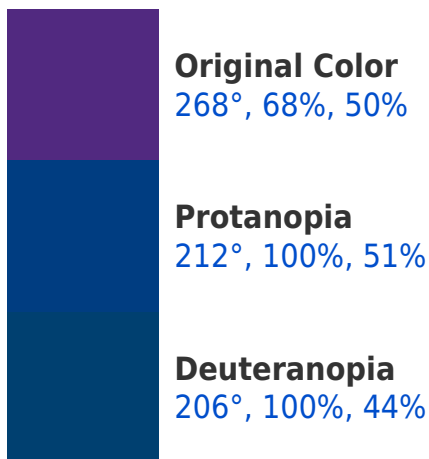 Original Color
268°, 68%, 50%
Protanopia
212°, 100%, 51%
Deuteranopia
206°, 100%, 44%